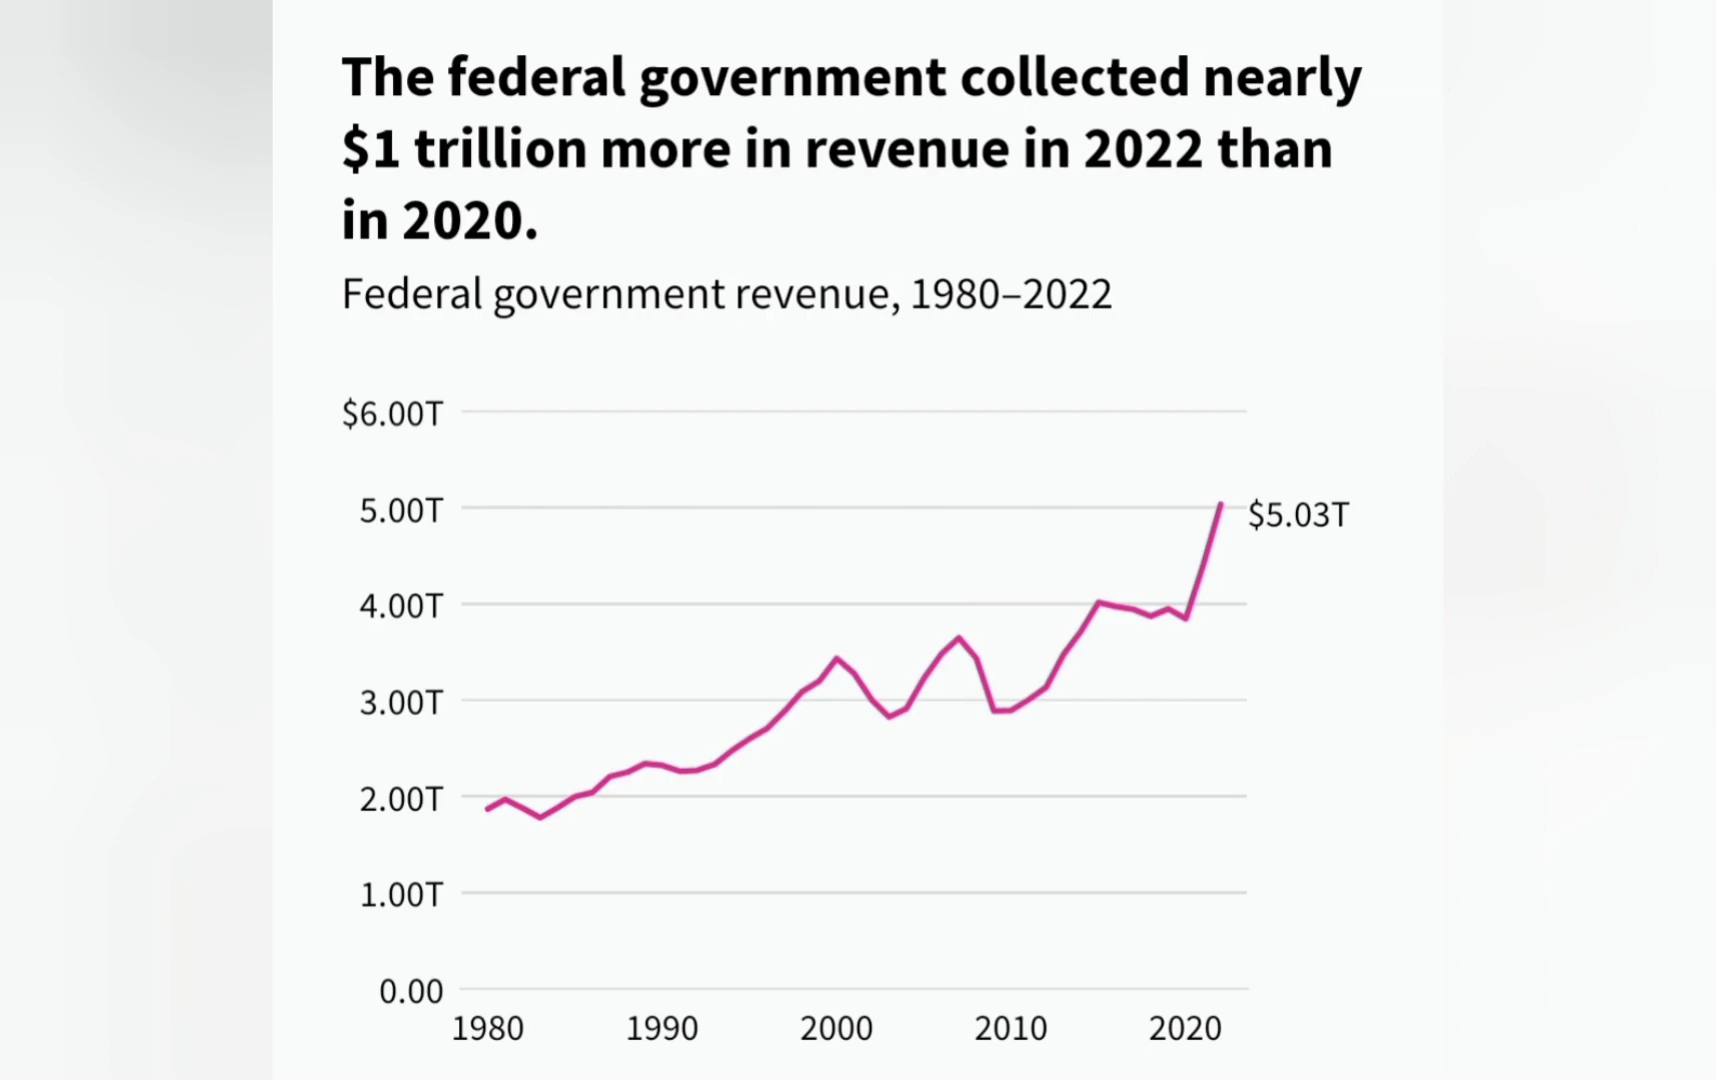 The federal government collected nearly
$1 trillion more in revenue in 2022 than
in 2020.
Federal government revenue, 1980–2022
$6.00T
5.00T
$5.03T
4.00T
3.00T
2.00T
1.00T
0.00
1980 1990 2000 2010 2020